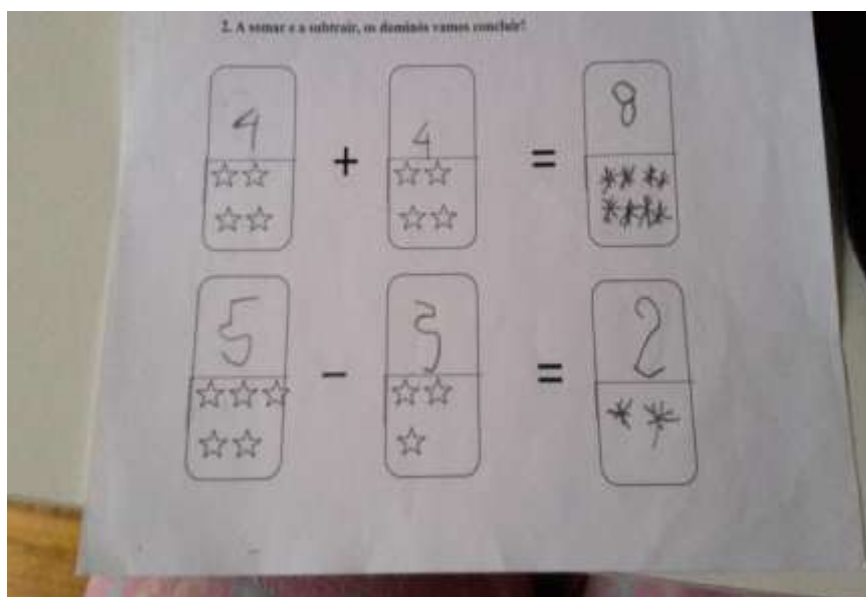 2. A somar e a subtrair, os dominós vamos concluir!
4 + 4 = 8
5 - 3 = 2